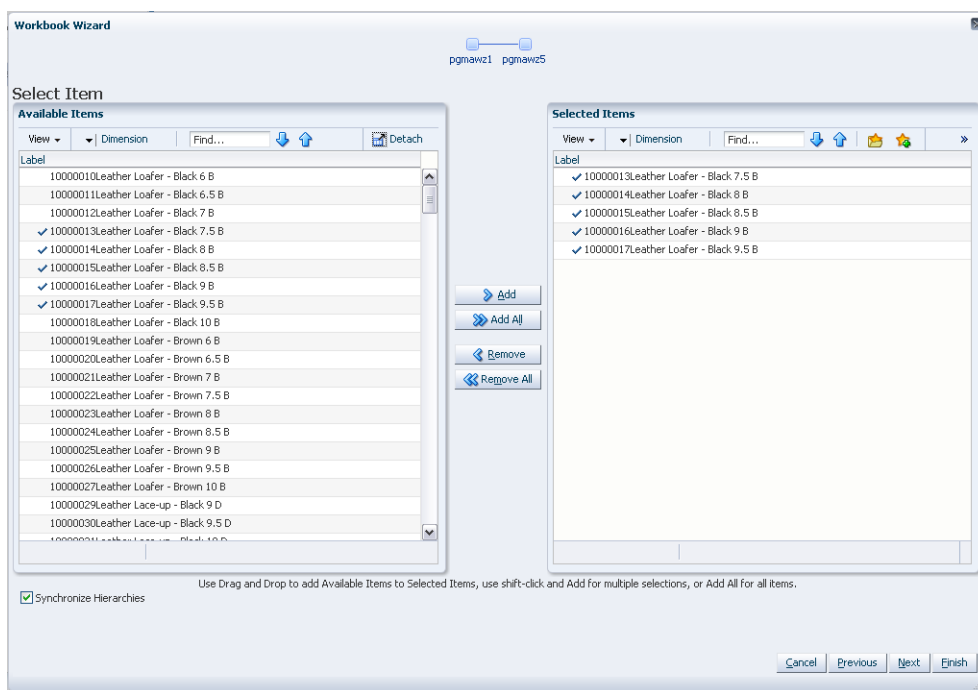 Workbook Wizard
pgmawz1 pgmawz5
Select Item
Available Items
View Dimension Find... Detach
Label
10000010Leather Loafer - Black 6 B
10000011Leather Loafer - Black 6.5 B
10000012Leather Loafer - Black 7 B
10000013Leather Loafer - Black 7.5 B
10000014Leather Loafer - Black 8 B
10000015Leather Loafer - Black 8.5 B
10000016Leather Loafer - Black 9 B
10000017Leather Loafer - Black 9.5 B
10000018Leather Loafer - Black 10 B
10000019Leather Loafer - Brown 6 B
10000020Leather Loafer - Brown 6.5 B
10000021Leather Loafer - Brown 7 B
10000022Leather Loafer - Brown 7.5 B
10000023Leather Loafer - Brown 8 B
10000024Leather Loafer - Brown 8.5 B
10000025Leather Loafer - Brown 9 B
10000026Leather Loafer - Brown 9.5 B
10000027Leather Loafer - Brown 10 B
10000029Leather Lace-up - Black 9 D
10000030Leather Lace-up - Black 9.5 D
Add
Add All
Remove
Remove All
Selected Items
View Dimension Find... »
Label
10000013Leather Loafer - Black 7.5 B
10000014Leather Loafer - Black 8 B
10000015Leather Loafer - Black 8.5 B
10000016Leather Loafer - Black 9 B
10000017Leather Loafer - Black 9.5 B
Use Drag and Drop to add Available Items to Selected Items, use shift-click and Add for multiple selections, or Add All for all items.
Synchronize Hierarchies
Cancel Previous Next Finish